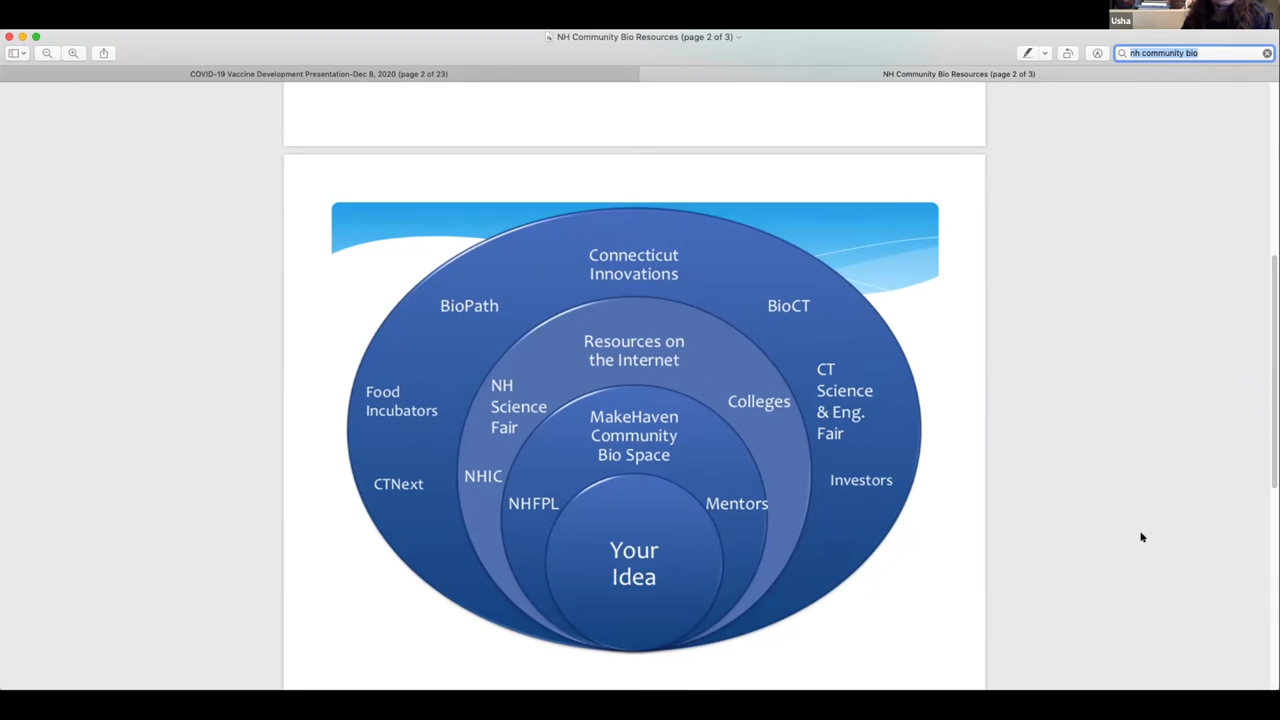 Usha
NH Community Bio Resources (page 2 of 3)
nh community bio
COVID-19 Vaccine Development Presentation-Dec 8, 2020 (page 2 of 23)
NH Community Bio Resources (page 2 of 3)
Connecticut
Innovations
BioPath
BioCT
Resources on
the Internet
Food
Incubators
NH
Science
Fair
Colleges
CT
Science
& Eng.
Fair
MakeHaven
Community
Bio Space
CTNext
NHIC
NHFPL
Mentors
Investors
Your
Idea